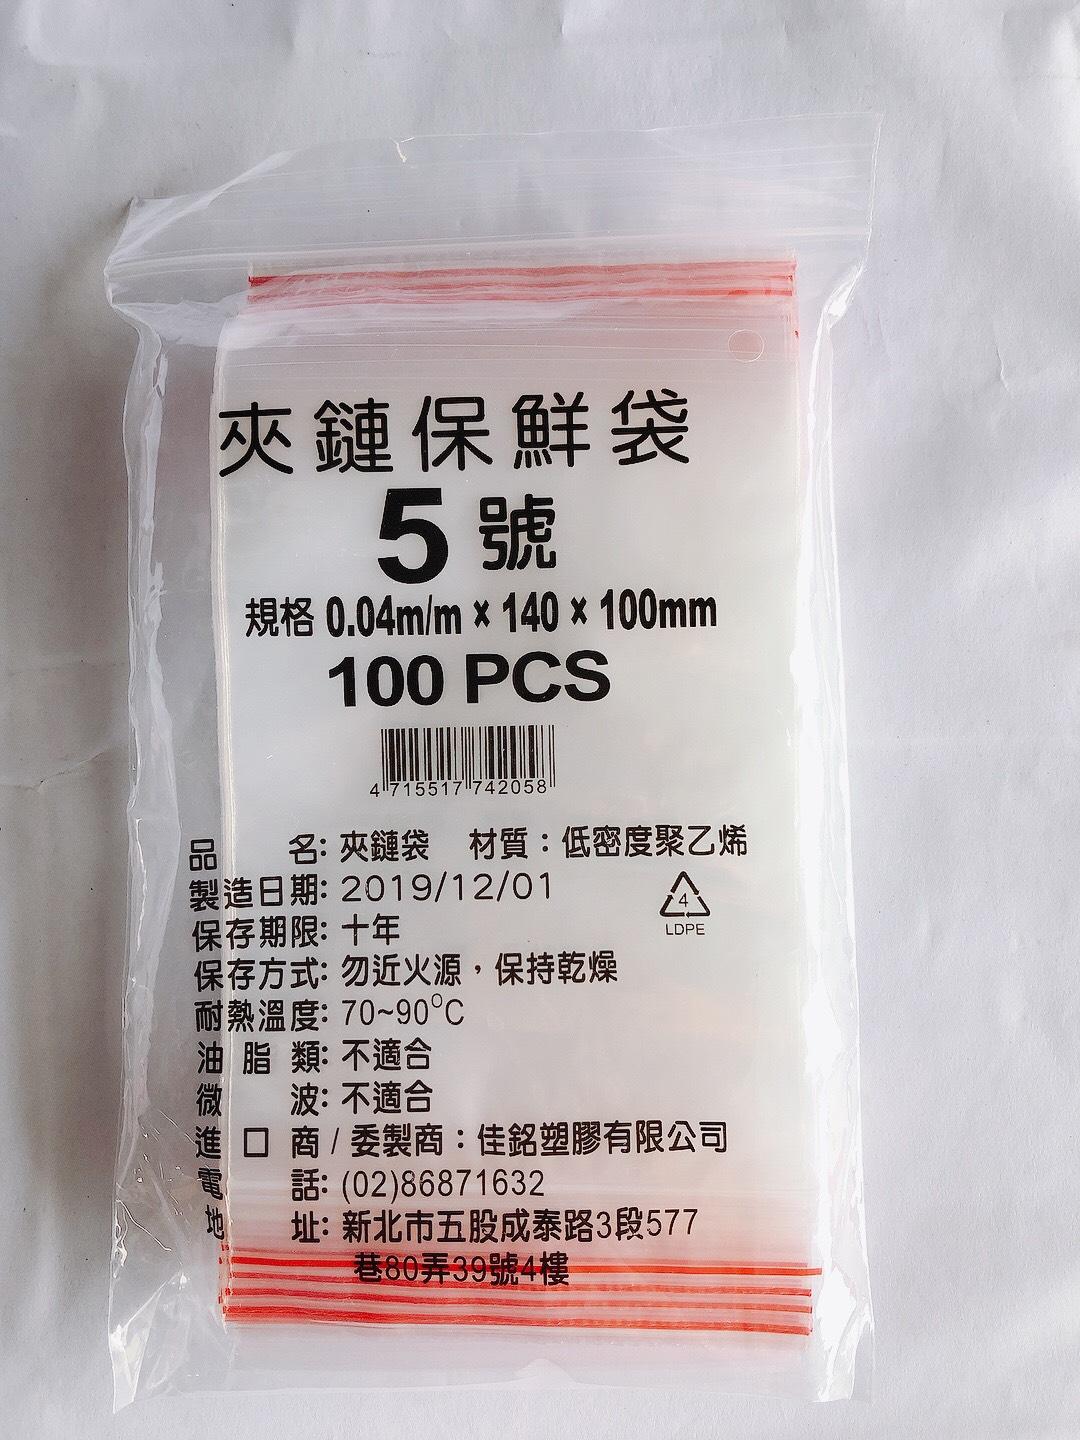 夾鏈保鮮袋
5號
規格 0.04m/m × 140 × 100mm
100 PCS
4 715517 742058
品名: 夾鏈袋 材質：低密度聚乙烯
製造日期: 2019/12/01
4
LDPE
保存期限: 十年
保存方式: 勿近火源，保持乾燥
耐熱溫度: 70~90°C
油脂類: 不適合
微波: 不適合
進口商/委製商：佳銘塑膠有限公司
電話: (02)86871632
地址: 新北市五股成泰路3段577
巷80弄39號4樓